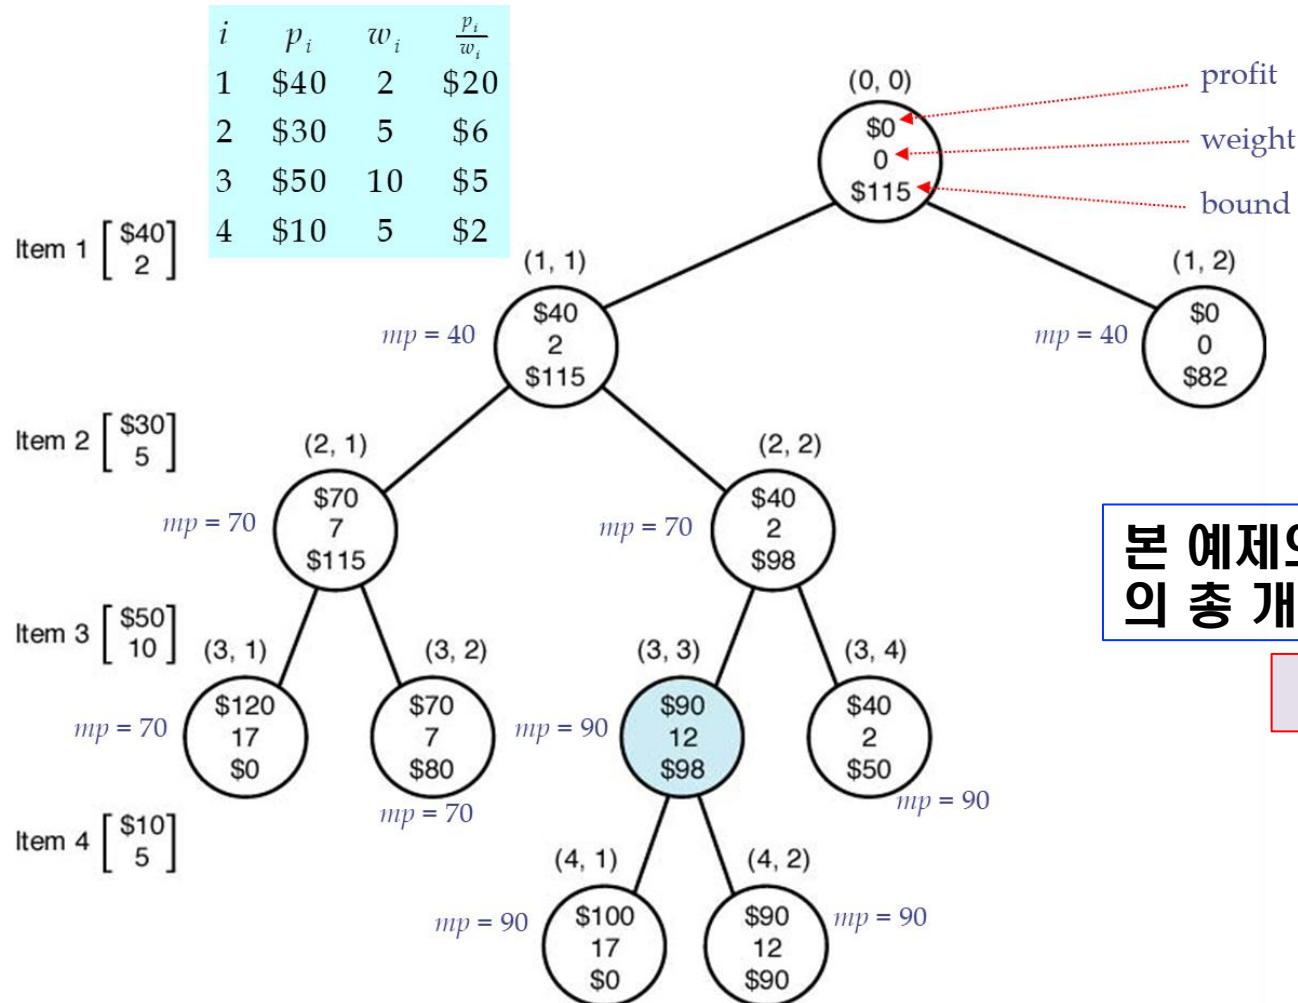 i p_i w_i p_i/w_i
1 $40 2 $20
2 $30 5 $6
3 $50 10 $5
4 $10 5 $2
(0, 0)
$0
0
$115
profit
weight
bound
Item 1 [$40 2]
(1, 1)
mp = 40
$40
2
$115
(1, 2)
mp = 40
$0
0
$82
Item 2 [$30 5]
(2, 1)
mp = 70
$70
7
$115
(2, 2)
mp = 70
$40
2
$98
본 예제의
의 총 개
Item 3 [$50 10]
(3, 1)
mp = 70
$120
17
$0
(3, 2)
$70
7
$80
mp = 70
(3, 3)
mp = 90
$90
12
$98
(3, 4)
$40
2
$50
mp = 90
Item 4 [$10 5]
(4, 1)
mp = 90
$100
17
$0
(4, 2)
mp = 90
$90
12
$90